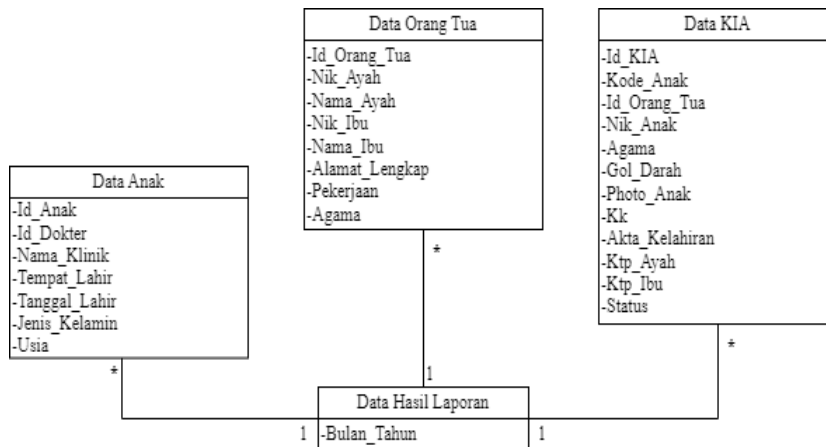 Data Orang Tua
-Id_Orang_Tua
-Nik_Ayah
-Nama_Ayah
-Nik_Ibu
-Nama_Ibu
-Alamat_Lengkap
-Pekerjaan
-Agama
*
Data KIA
-Id_KIA
-Kode_Anak
-Id_Orang_Tua
-Nik_Anak
-Agama
-Gol_Darah
-Photo_Anak
-Kk
-Akta_Kelahiran
-Ktp_Ayah
-Ktp_Ibu
-Status
*
Data Anak
-Id_Anak
-Id_Dokter
-Nama_Klinik
-Tempat_Lahir
-Tanggal_Lahir
-Jenis_Kelamin
-Usia
*
1
Data Hasil Laporan
1
-Bulan_Tahun
1